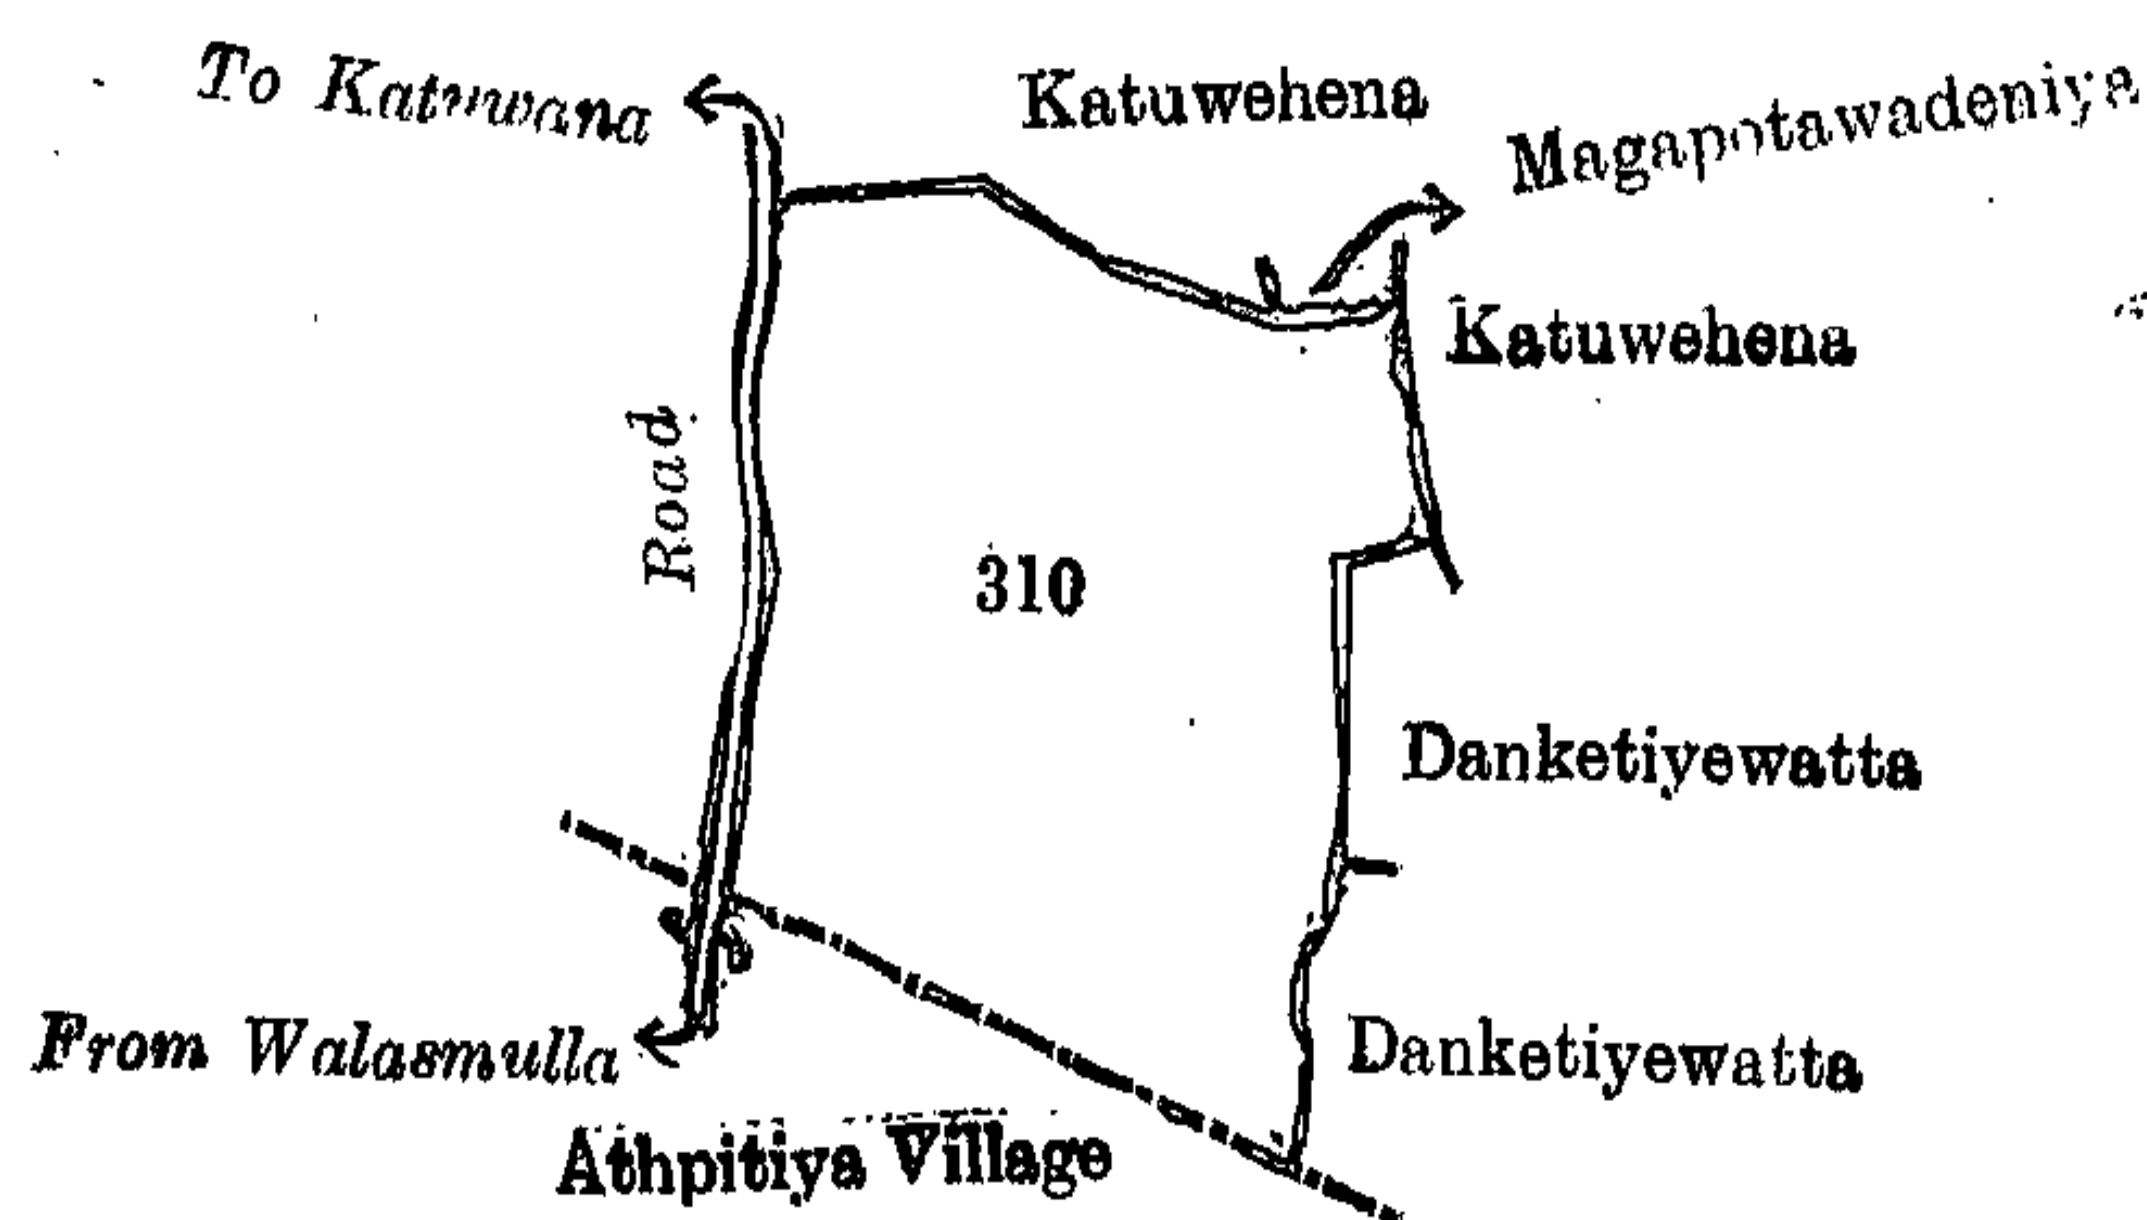 To Katuwana
Katuwehena
Magapotawadeniya
Katuwehena
Road
310
Danketiyewatta
Danketiyewatta
From Walasmulla
Athpitiya Village